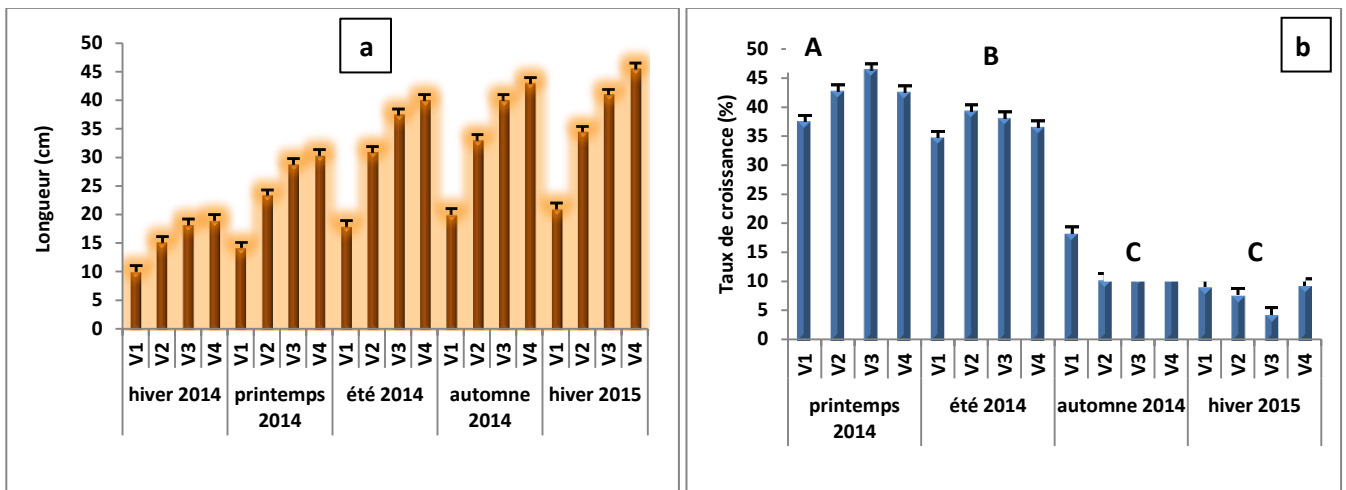 a
50
45
40
35
30
25
20
15
10
5
0
Longueur (cm)
V1 V2 V3 V4 V1 V2 V3 V4 V1 V2 V3 V4 V1 V2 V3 V4 V1 V2 V3 V4
hiver 2014 printemps 2014 été 2014 automne 2014 hiver 2015
b
50
45
40
35
30
25
20
15
10
5
0
Taux de croissance (%)
A B C C
V1 V2 V3 V4 V1 V2 V3 V4 V1 V2 V3 V4 V1 V2 V3 V4
printemps 2014 été 2014 automne 2014 hiver 2015